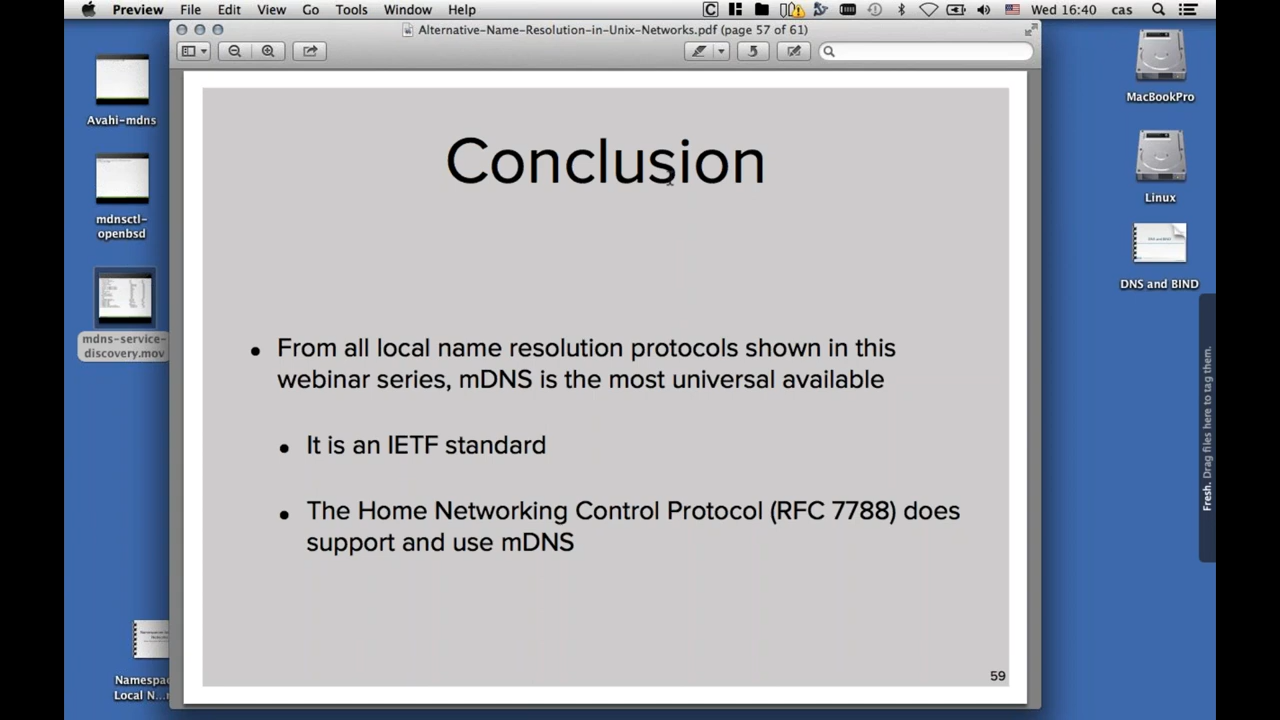 Preview File Edit View Go Tools Window Help
Wed 16:40 cas
Alternative-Name-Resolution-in-Unix-Networks.pdf (page 57 of 61)
Avahi-mdns
mdnsctl-
openbsd
mdns-service-
discovery.mov
Namespa
Local N...
Conclusion
• From all local name resolution protocols shown in this
webinar series, mDNS is the most universal available
• It is an IETF standard
• The Home Networking Control Protocol (RFC 7788) does
support and use mDNS
59
MacBookPro
Linux
DNS and BIND
Fresh. Drag files here to tag them.